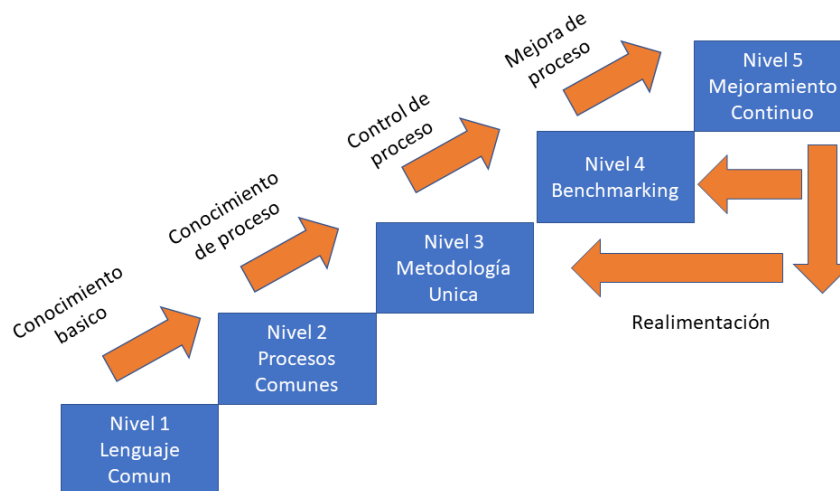 Nivel 1
Lenguaje
Comun
Conocimiento
basico
Nivel 2
Procesos
Comunes
Conocimiento
de proceso
Nivel 3
Metodología
Unica
Control de
proceso
Nivel 4
Benchmarking
Mejora de
proceso
Nivel 5
Mejoramiento
Continuo
Realimentación